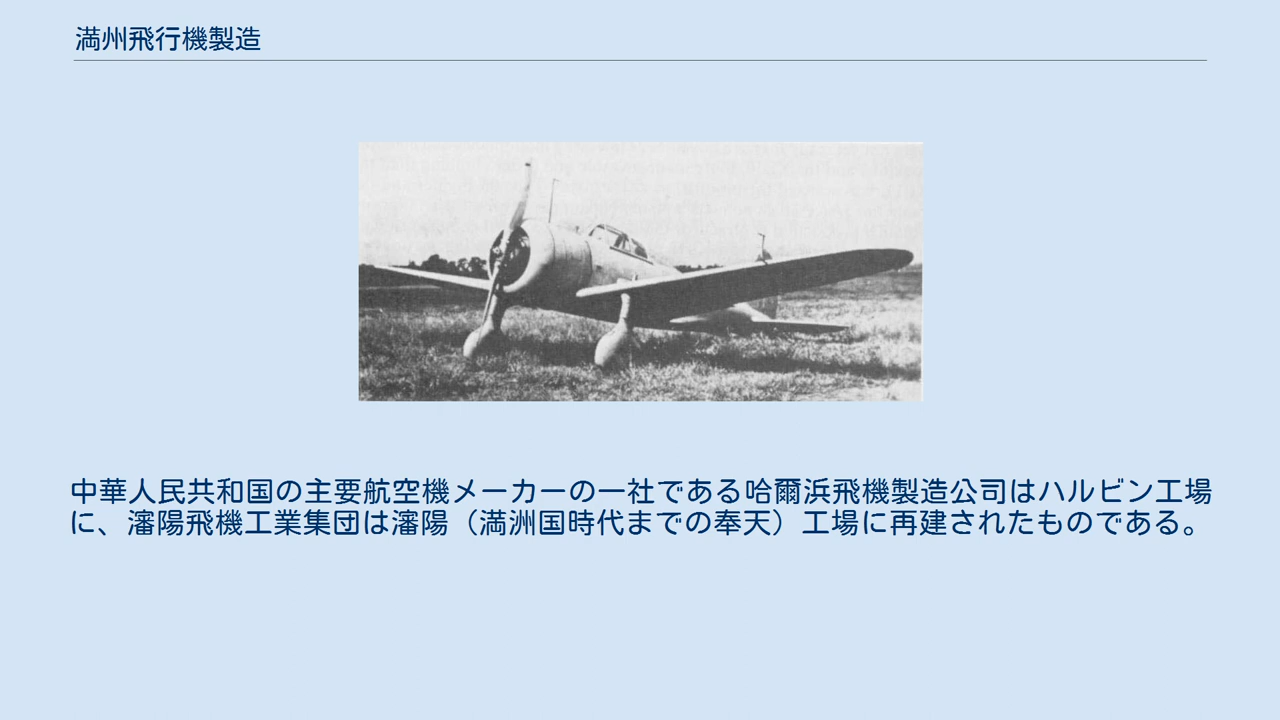 満州飛行機製造
中華人民共和国の主要航空機メーカーの一社である哈爾浜飛機製造公司はハルビン工場
に、瀋陽飛機工業集団は瀋陽（満洲国時代までの奉天）工場に再建されたものである。